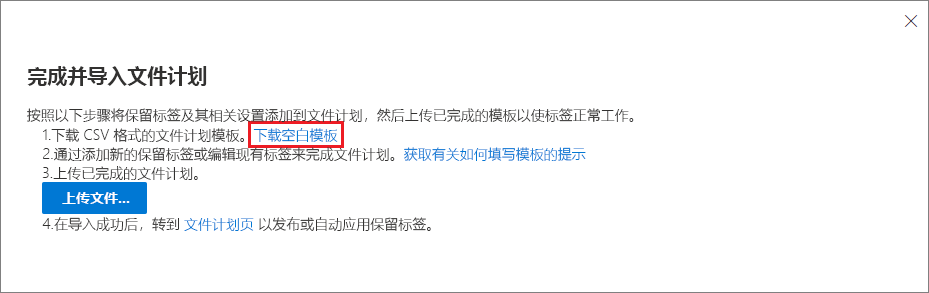 完成并导入文件计划
按照以下步骤将保留标签及其相关设置添加到文件计划，然后上传已完成的模板以使标签正常工作。
1.下载 CSV 格式的文件计划模板。下载空白模板
2.通过添加新的保留标签或编辑现有标签来完成文件计划。获取有关如何填写模板的提示
3.上传已完成的文件计划。
上传文件...
4.在导入成功后，转到 文件计划页 以发布或自动应用保留标签。